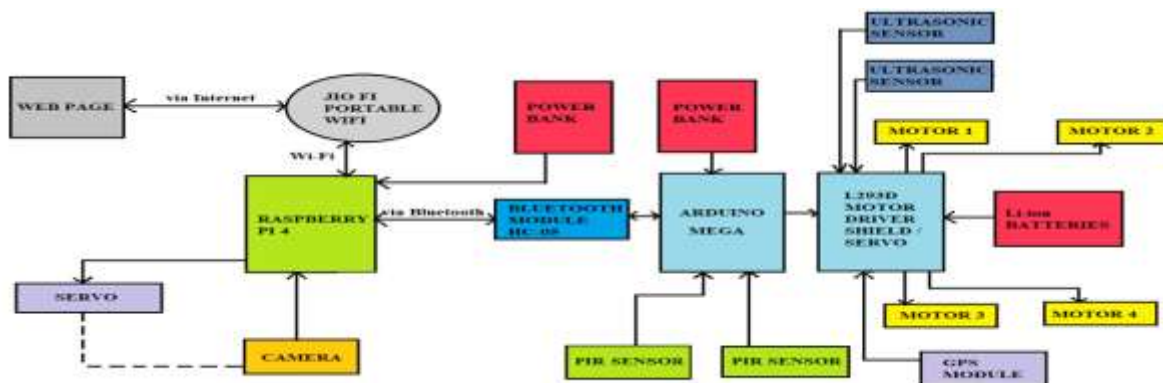 ULTRASONIC
SENSOR
ULTRASONIC
SENSOR
WEB PAGE
via Internet
JIO FI
PORTABLE
WIFI
POWER
BANK
POWER
BANK
MOTOR 1
MOTOR 2
Wi-Fi
RASPBERRY
PI 4
via Bluetooth
BLUETOOTH
MODULE
HC-05
ARDUINO
MEGA
L293D
MOTOR
DRIVER
SHIELD /
SERVO
Li-ion
BATTERIES
SERVO
MOTOR 3
MOTOR 4
CAMERA
PIR SENSOR
PIR SENSOR
GPS
MODULE